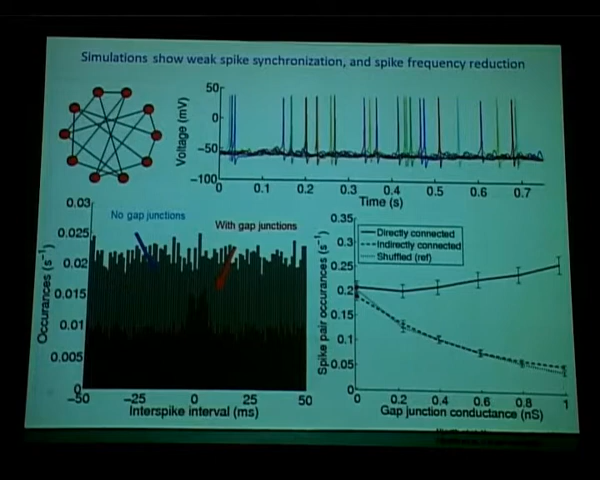 Simulations show weak spike synchronization, and spike frequency reduction
50
0
−50
−100
Voltage (mV)
0 0.1 0.2 0.3 0.4 0.5 0.6 0.7
Time (s)
0.03
0.025
0.02
0.015
0.01
0.005
0
Occurances (s⁻¹)
No gap junctions
With gap junctions
−50 −25 0 25 50
Interspike interval (ms)
0.35
0.3
0.25
0.2
0.15
0.1
0.05
0
Spike pair occurances (s⁻¹)
Directly connected
Indirectly connected
Shuffled (ref)
0 0.2 0.4 0.6 0.8 1
Gap junction conductance (nS)